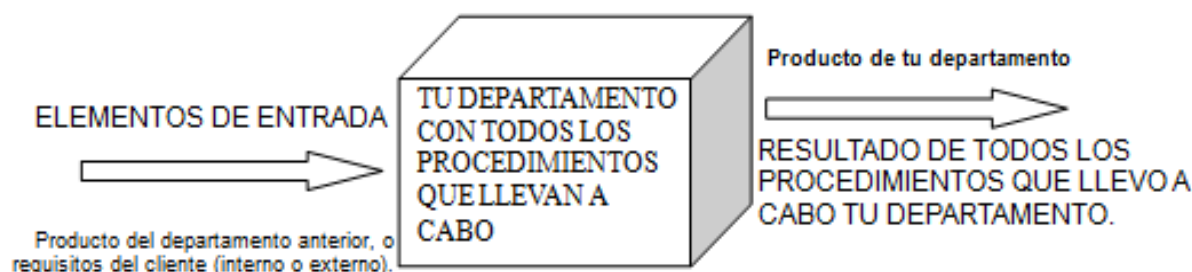 ELEMENTOS DE ENTRADA
Producto del departamento anterior, o
requisitos del cliente (interno o externo).
TU DEPARTAMENTO
CON TODOS LOS
PROCEDIMIENTOS
QUE LLEVAN A
CABO
Producto de tu departamento
RESULTADO DE TODOS LOS
PROCEDIMIENTOS QUE LLEVO A
CABO TU DEPARTAMENTO.